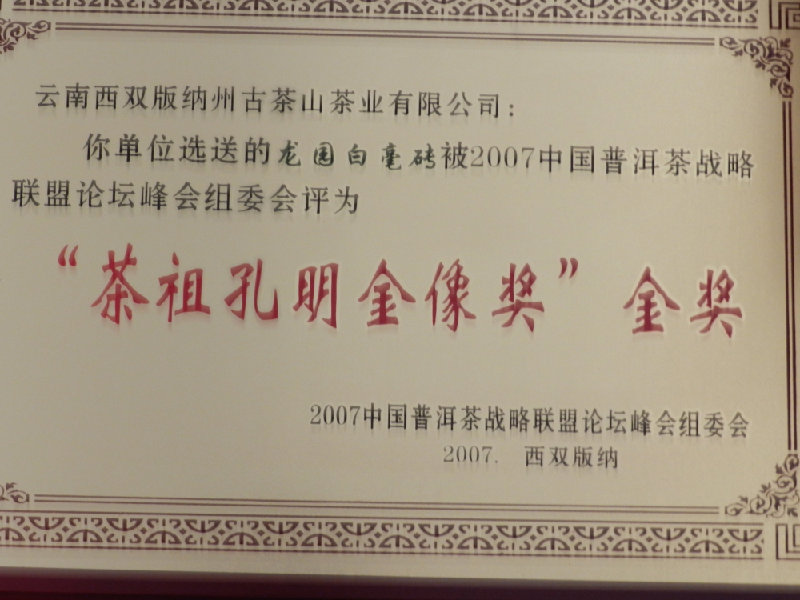 云南西双版纳州古茶山茶业有限公司：
你单位选送的龙园白毫砖被2007中国普洱茶战略
联盟论坛峰会组委会评为
“茶祖孔明金像奖”金奖
2007中国普洱茶战略联盟论坛峰会组委会
2007. 西双版纳